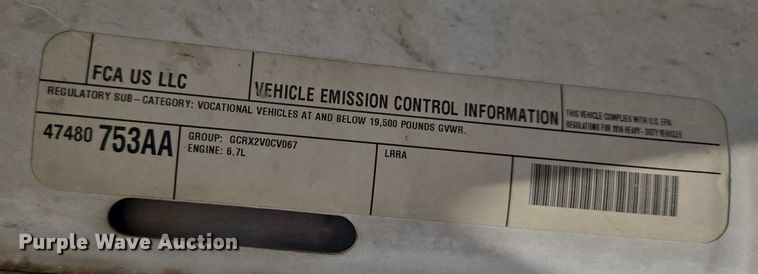 FCA US LLC
VEHICLE EMISSION CONTROL INFORMATION
THIS VEHICLE COMPLIES WITH U.S. EPA
REGULATIONS FOR 2016 HEAVY-DUTY VEHICLES
REGULATORY SUB-CATEGORY: VOCATIONAL VEHICLES AT AND BELOW 19,500 POUNDS GVWR.
47480 753AA
GROUP: GCRX2V0CV067
ENGINE: 6.7L
LRRA
Purple Wave Auction